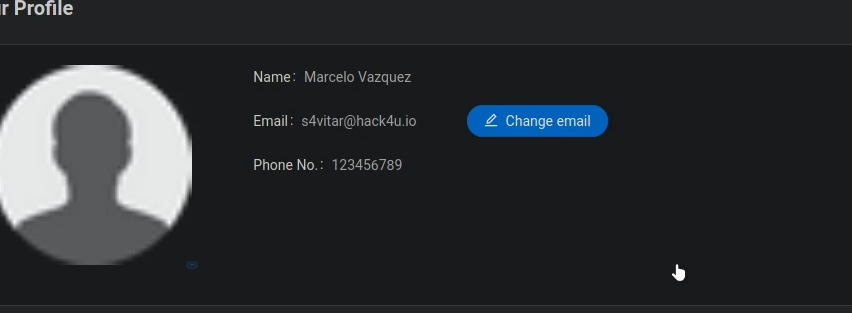 r Profile
Name: Marcelo Vazquez
Email: s4vitar@hack4u.io
Change email
Phone No.: 123456789